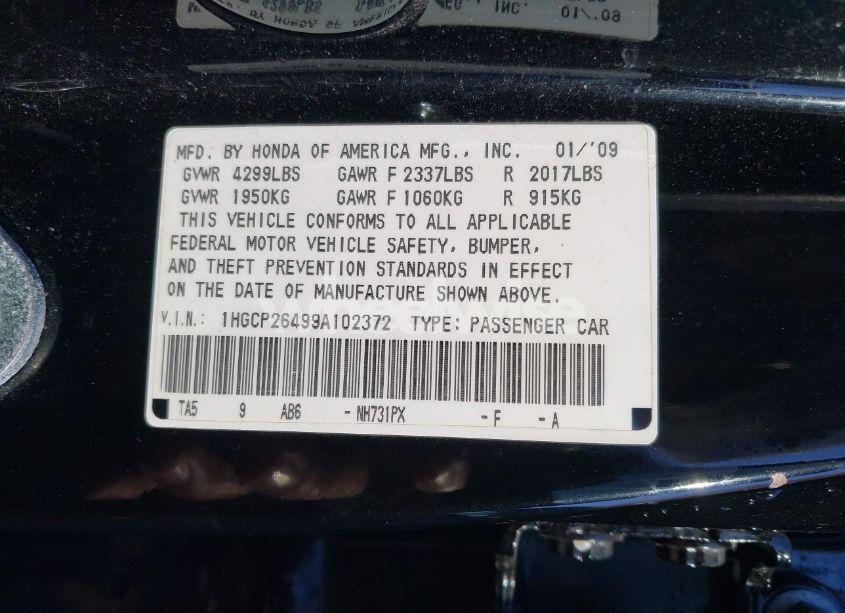 MFD. BY HONDA OF AMERICA MFG., INC. 01/'09
GVWR 4299LBS GAWR F 2337LBS R 2017LBS
GVWR 1950KG GAWR F 1060KG R 915KG
THIS VEHICLE CONFORMS TO ALL APPLICABLE
FEDERAL MOTOR VEHICLE SAFETY, BUMPER,
AND THEFT PREVENTION STANDARDS IN EFFECT
ON THE DATE OF MANUFACTURE SHOWN ABOVE.
V.I.N.: 1HGCP26499A102372 TYPE: PASSENGER CAR
TA5 9 AB6 -NH731PX -F -A